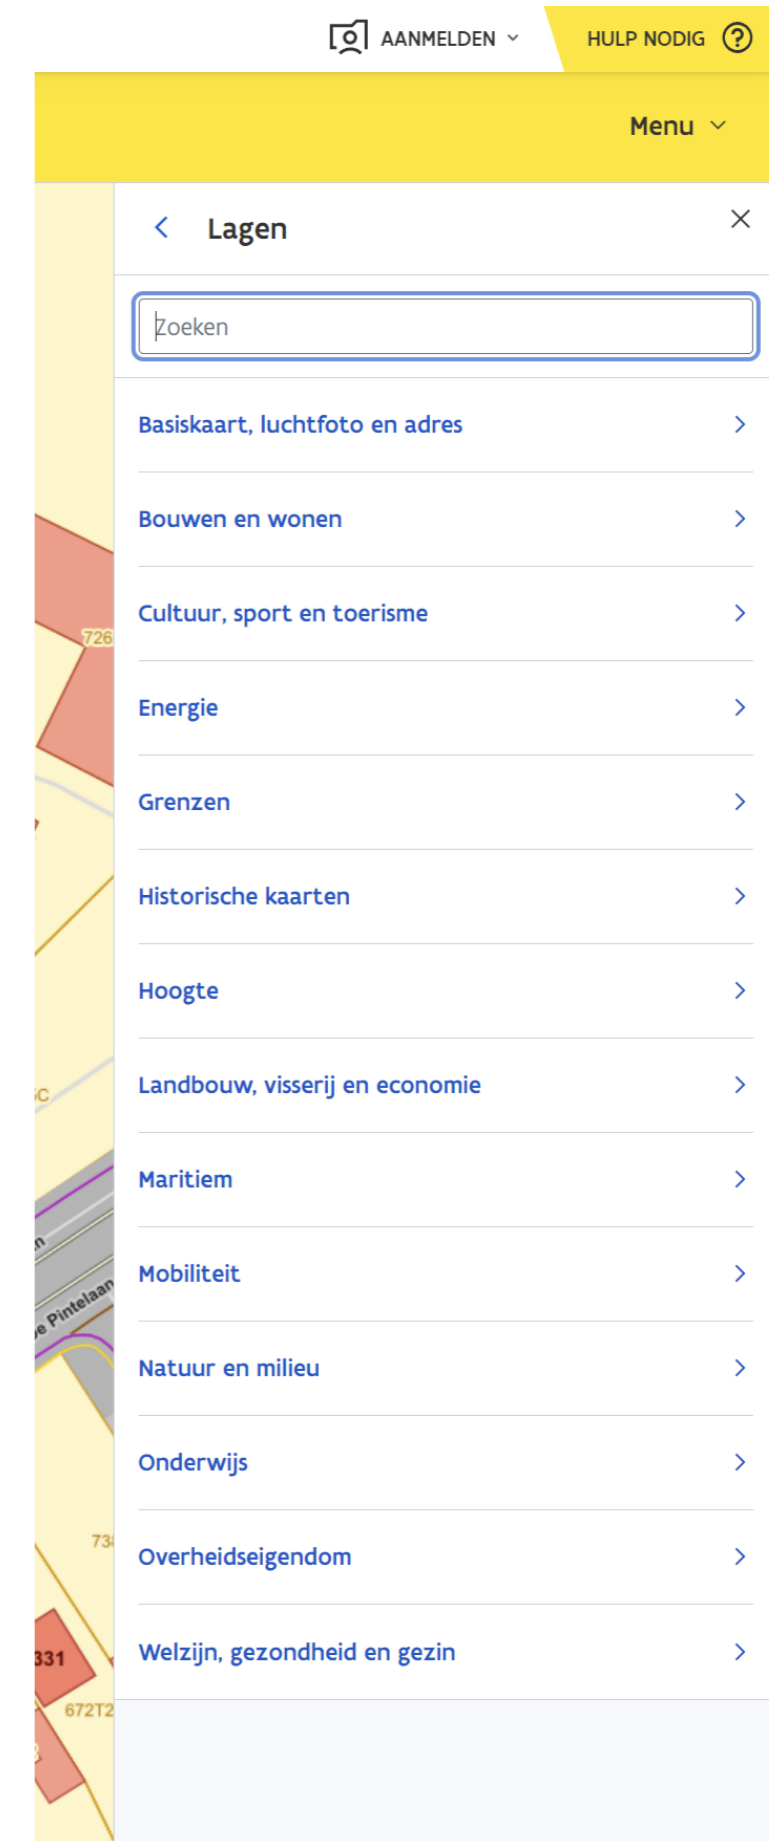 AANMELDEN
HULP NODIG
Menu
Lagen
Zoeken
Basiskaart, luchtfoto en adres
Bouwen en wonen
Cultuur, sport en toerisme
726
Energie
Grenzen
Historische kaarten
Hoogte
Landbouw, visserij en economie
Maritiem
Mobiliteit
Pintelaan
Natuur en milieu
Onderwijs
Overheidseigendom
Welzijn, gezondheid en gezin
331
672T2